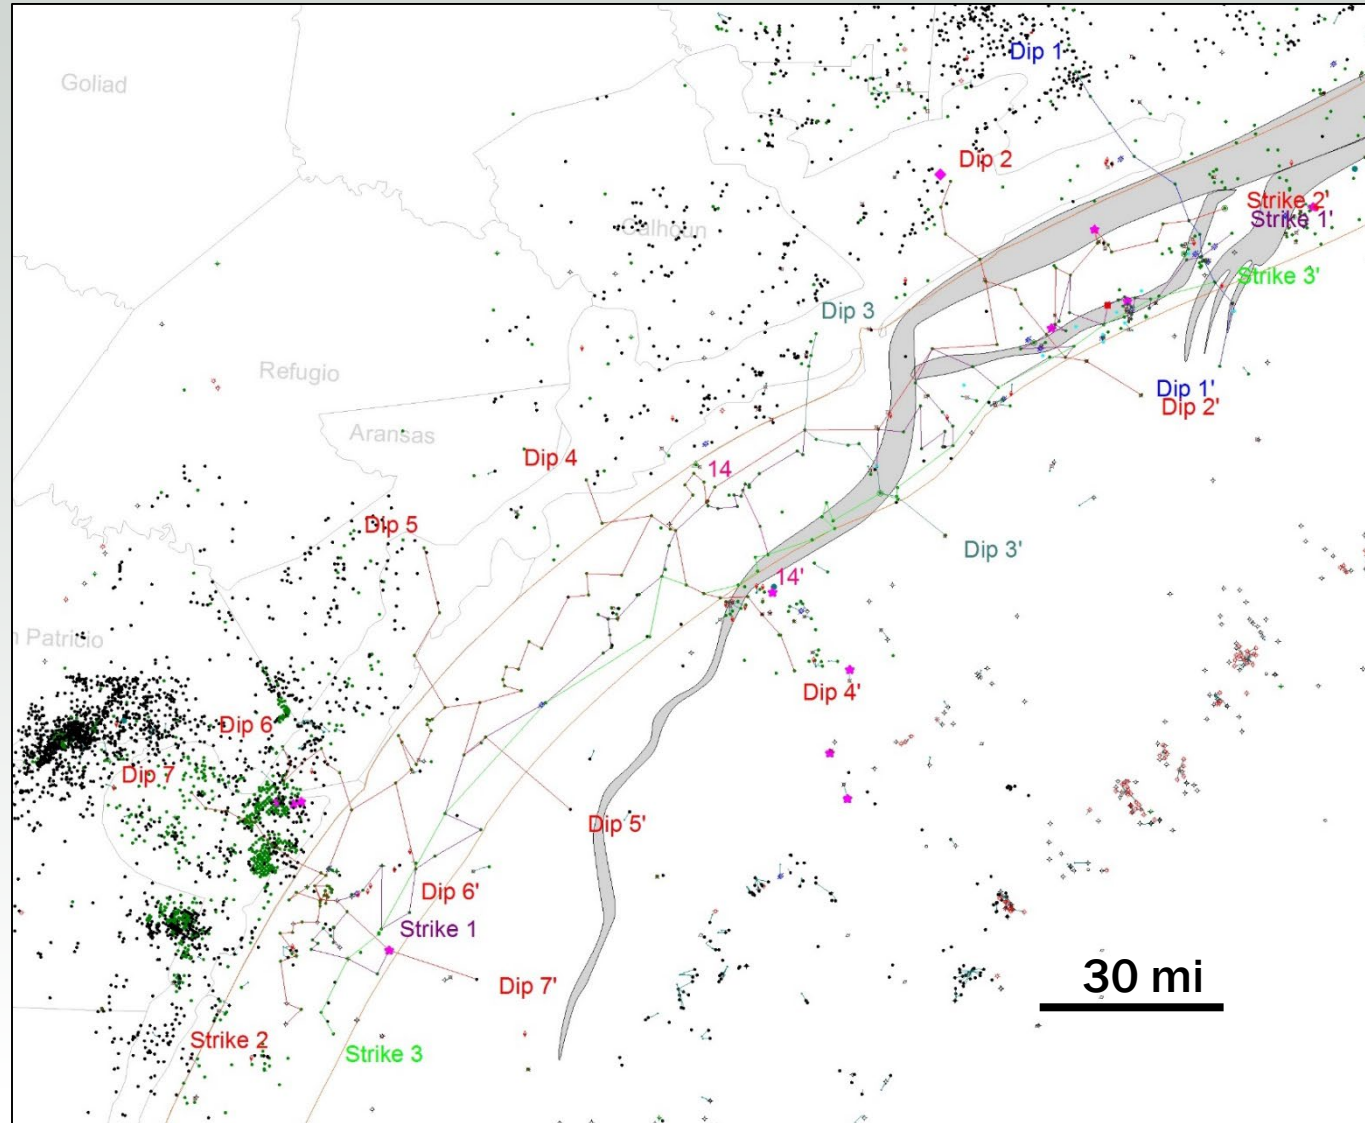 Dip 1
Goliad
Dip 2
Strike 2'
Strike 1'
Calhoun
Strike 3'
Dip 3
Refugio
Dip 1'
Dip 2'
Aransas
Dip 4
14
Dip 5
Dip 3'
14'
n Patricio
Dip 4'
Dip 6
Dip 7
Dip 5'
Dip 6'
Strike 1
30 mi
Dip 7'
Strike 2
Strike 3